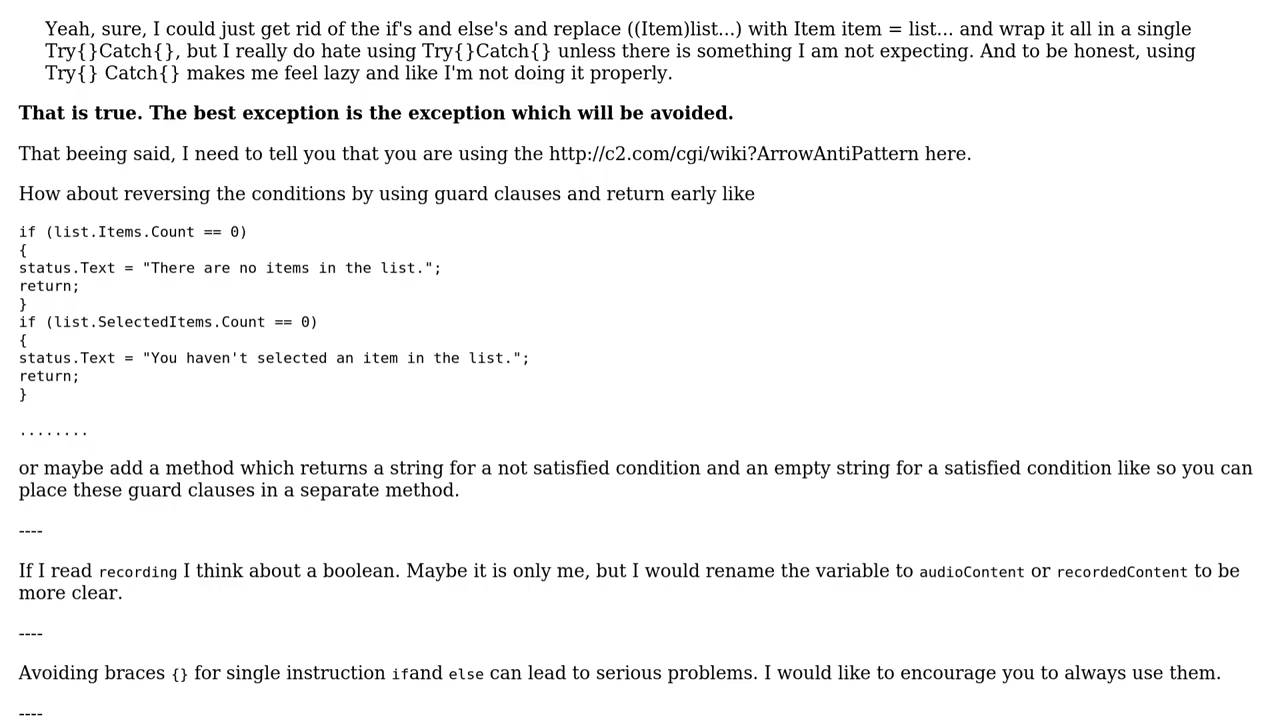 Yeah, sure, I could just get rid of the if's and else's and replace ((Item)list...) with Item item = list... and wrap it all in a single
Try{}Catch{}, but I really do hate using Try{}Catch{} unless there is something I am not expecting. And to be honest, using
Try{} Catch{} makes me feel lazy and like I'm not doing it properly.
That is true. The best exception is the exception which will be avoided.
That beeing said, I need to tell you that you are using the http://c2.com/cgi/wiki?ArrowAntiPattern here.
How about reversing the conditions by using guard clauses and return early like
if (list.Items.Count == 0)
{
status.Text = "There are no items in the list.";
return;
}
if (list.SelectedItems.Count == 0)
{
status.Text = "You haven't selected an item in the list.";
return;
}
........
or maybe add a method which returns a string for a not satisfied condition and an empty string for a satisfied condition like so you can
place these guard clauses in a separate method.
----
If I read recording I think about a boolean. Maybe it is only me, but I would rename the variable to audioContent or recordedContent to be
more clear.
----
Avoiding braces {} for single instruction ifand else can lead to serious problems. I would like to encourage you to always use them.
----